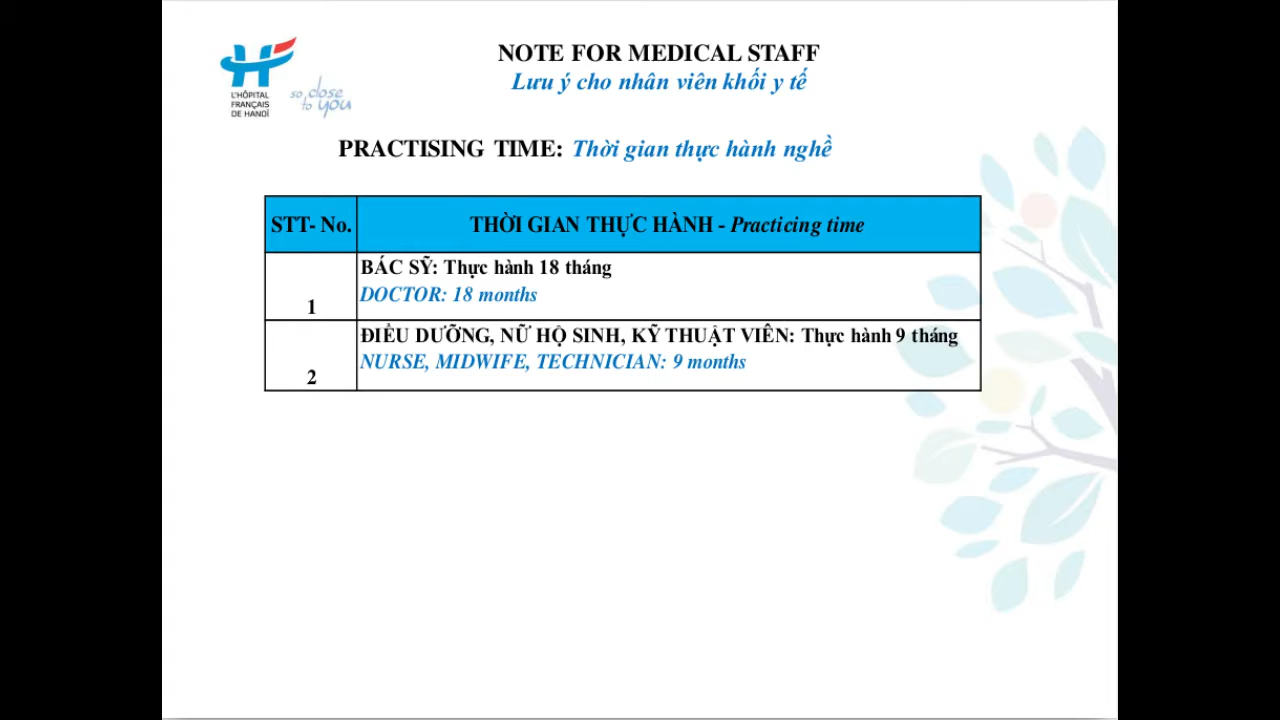 L'HÔPITAL
FRANÇAIS
DE HANOÏ
so close
to you
NOTE FOR MEDICAL STAFF
Lưu ý cho nhân viên khối y tế
PRACTISING TIME: Thời gian thực hành nghề
STT- No.
THỜI GIAN THỰC HÀNH - Practicing time
1
BÁC SỸ: Thực hành 18 tháng
DOCTOR: 18 months
2
ĐIỀU DƯỠNG, NỮ HỘ SINH, KỸ THUẬT VIÊN: Thực hành 9 tháng
NURSE, MIDWIFE, TECHNICIAN: 9 months